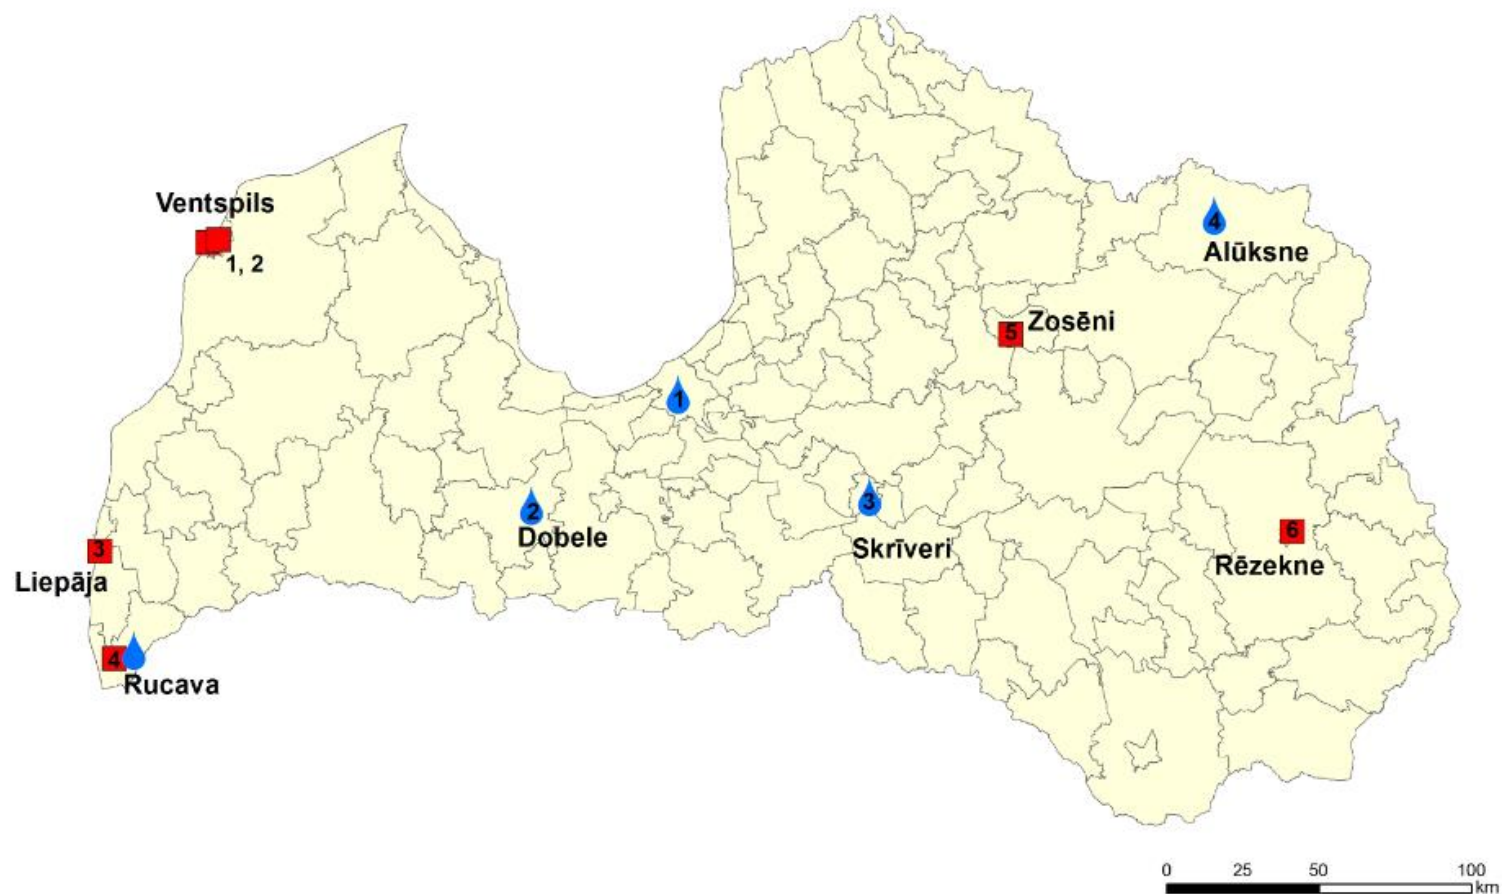 Ventspils
1, 2
4
Alūksne
5
Zosēni
1
2
Dobele
3
Skrīveri
6
Rēzekne
3
Liepāja
4
Rucava
0 25 50 100
km